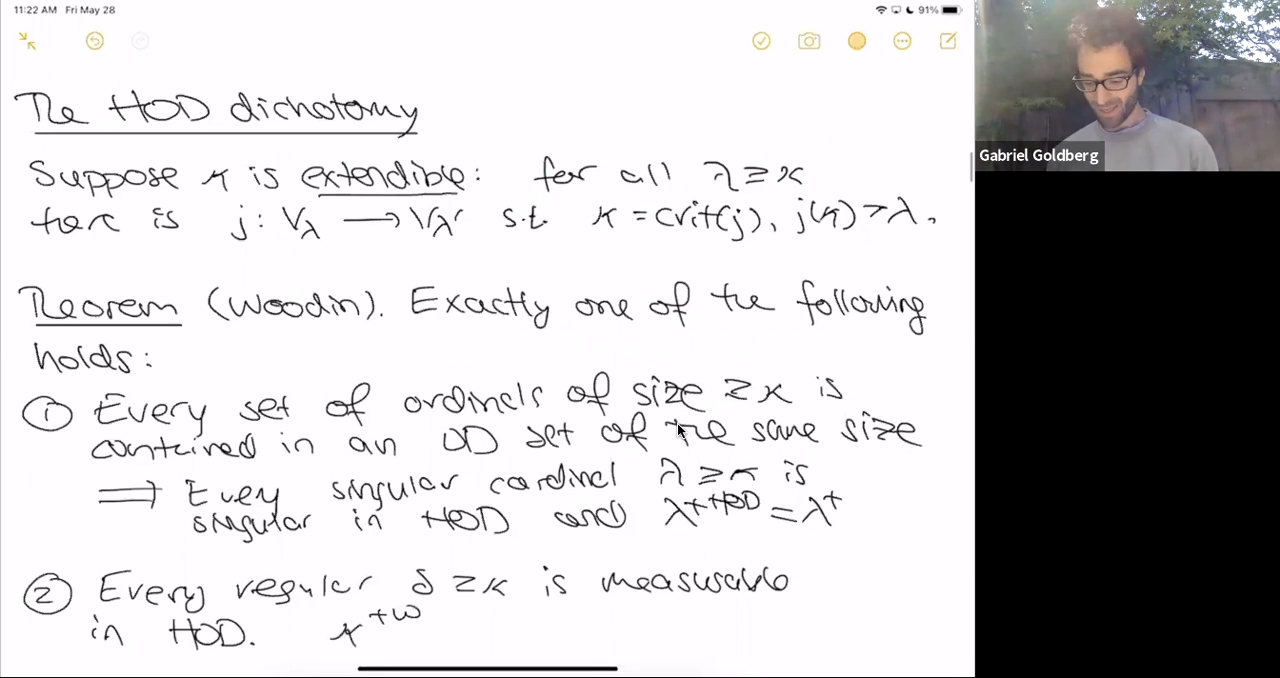 11:22 AM Fri May 28
91%
The HOD dichotomy
Suppose κ is extendible: for all λ ≥ κ
there is j: V_λ → V_λ' s.t. κ = crit(j), j(κ) > λ.
Theorem (Woodin). Exactly one of the following
holds:
① Every set of ordinals of size ≥ κ is
contained in an OD set of the same size
⟹ Every singular cardinal λ ≥ κ is
singular in HOD and λ^{+HOD} = λ^+
② Every regular δ ≥ κ is measurable
in HOD. κ^{+ω}
Gabriel Goldberg